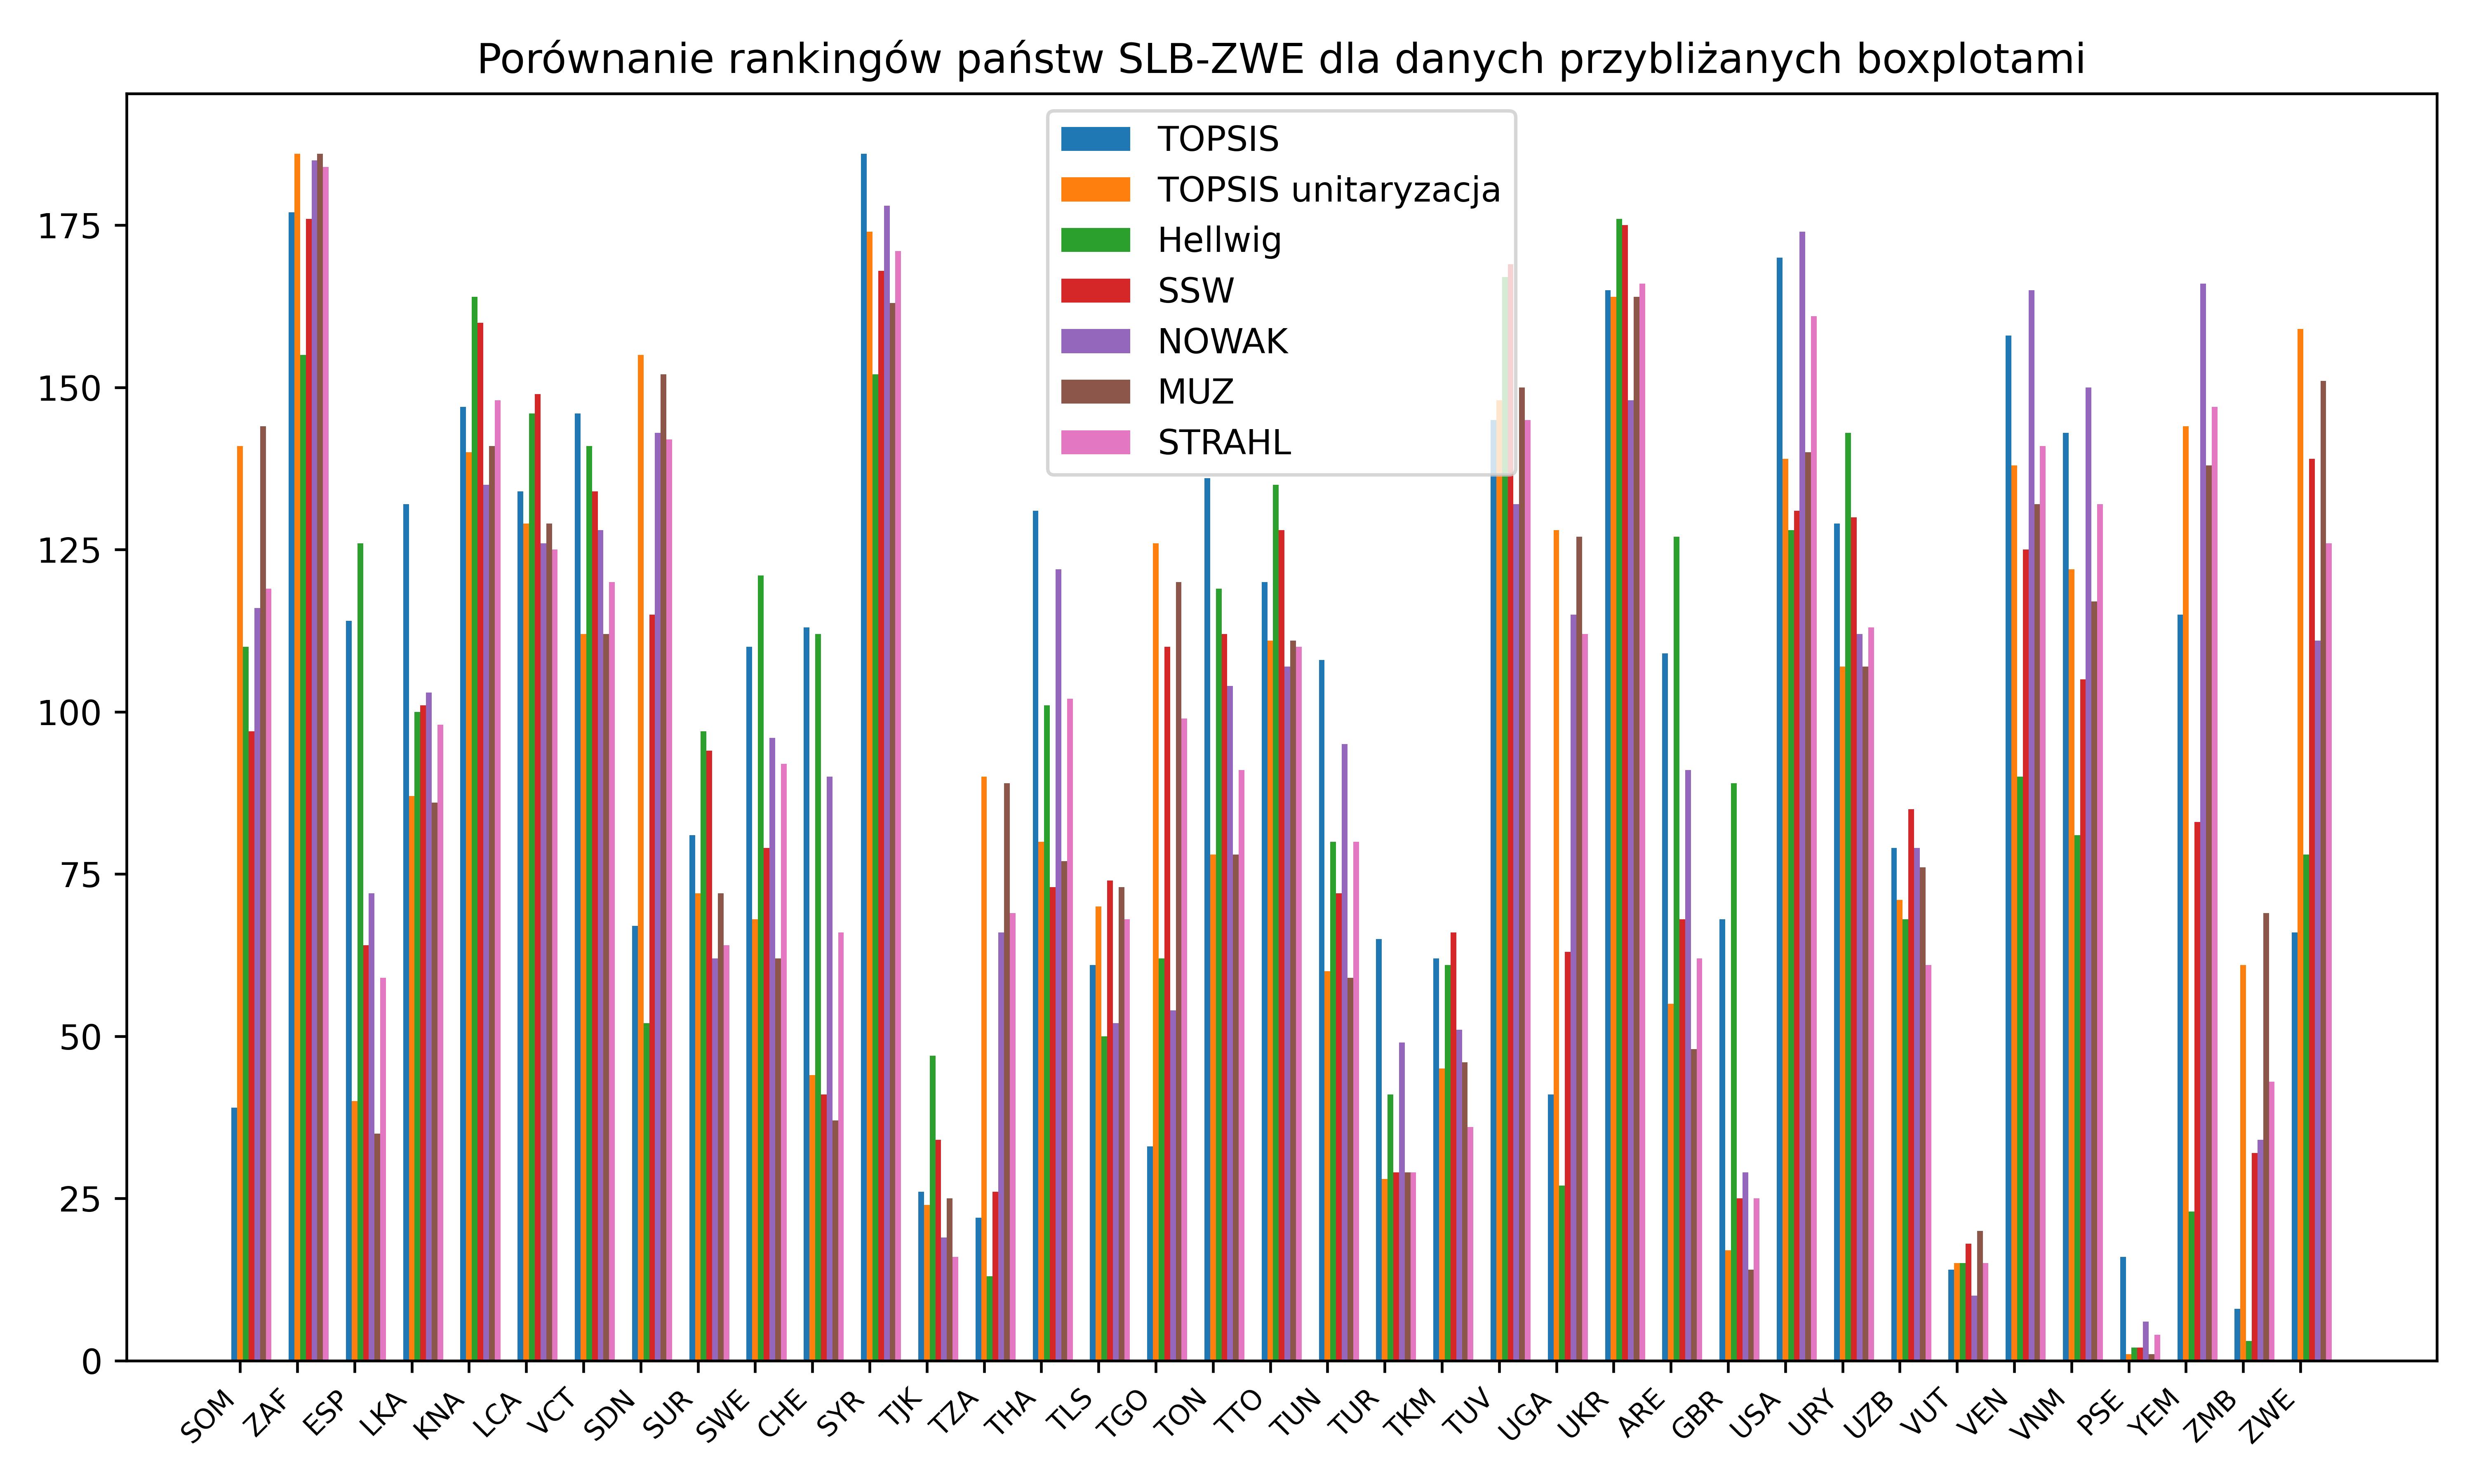 Porównanie rankingów państw SLB-ZWE dla danych przybliżanych boxplotami
TOPSIS
TOPSIS unitaryzacja
Hellwig
SSW
NOWAK
MUZ
STRAHL
175
150
125
100
75
50
25
0
SOM ZAF ESP LKA KNA LCA VCT SDN SUR SWE CHE SYR TJK TZA THA TLS TGO TON TTO TUN TUR TKM TUV UGA UKR ARE GBR USA URY UZB VUT VEN VNM PSE YEM ZMB ZWE